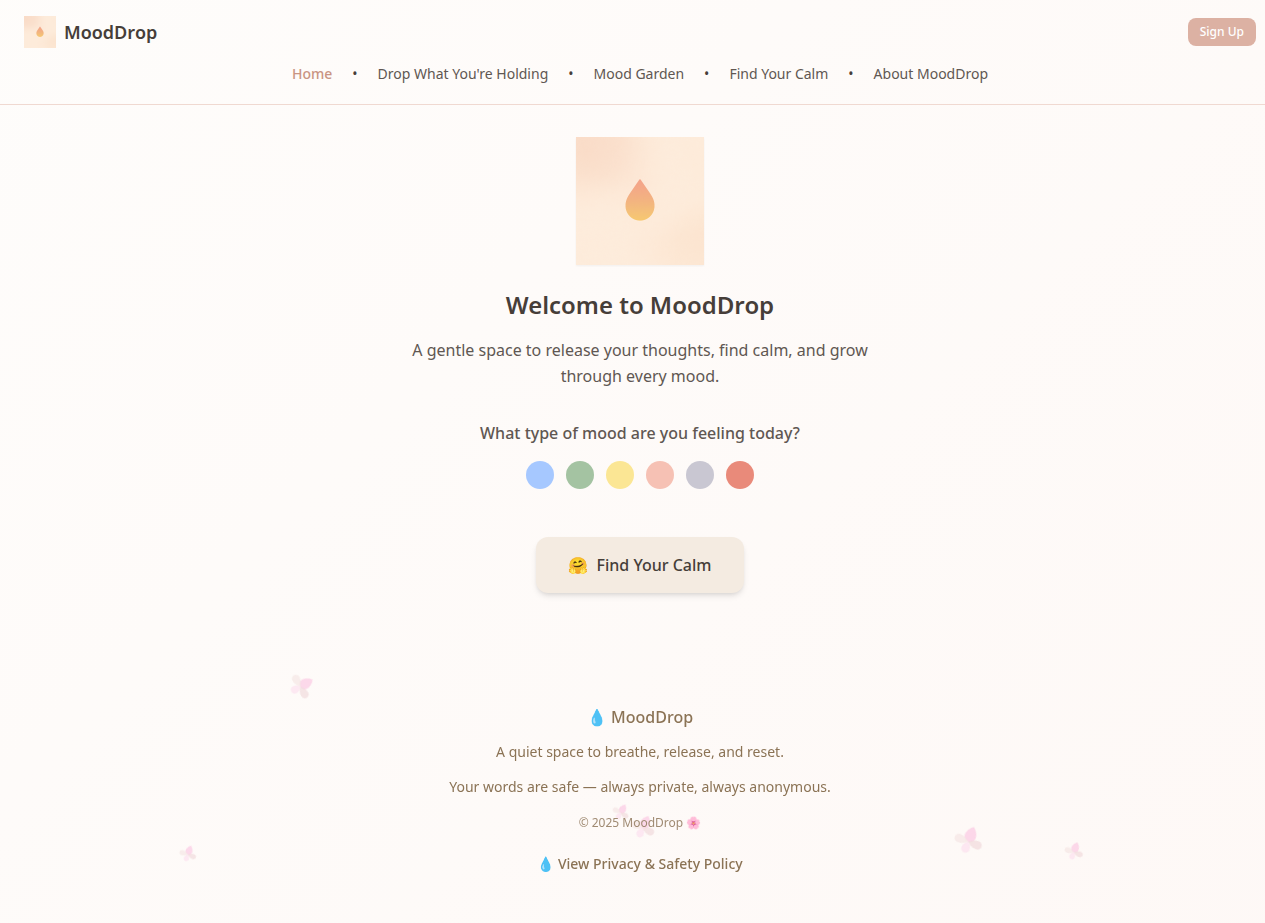 MoodDrop
Sign Up
Home • Drop What You're Holding • Mood Garden • Find Your Calm • About MoodDrop
Welcome to MoodDrop
A gentle space to release your thoughts, find calm, and grow
through every mood.
What type of mood are you feeling today?
🤗 Find Your Calm
💧 MoodDrop
A quiet space to breathe, release, and reset.
Your words are safe — always private, always anonymous.
© 2025 MoodDrop 🌸
💧 View Privacy & Safety Policy